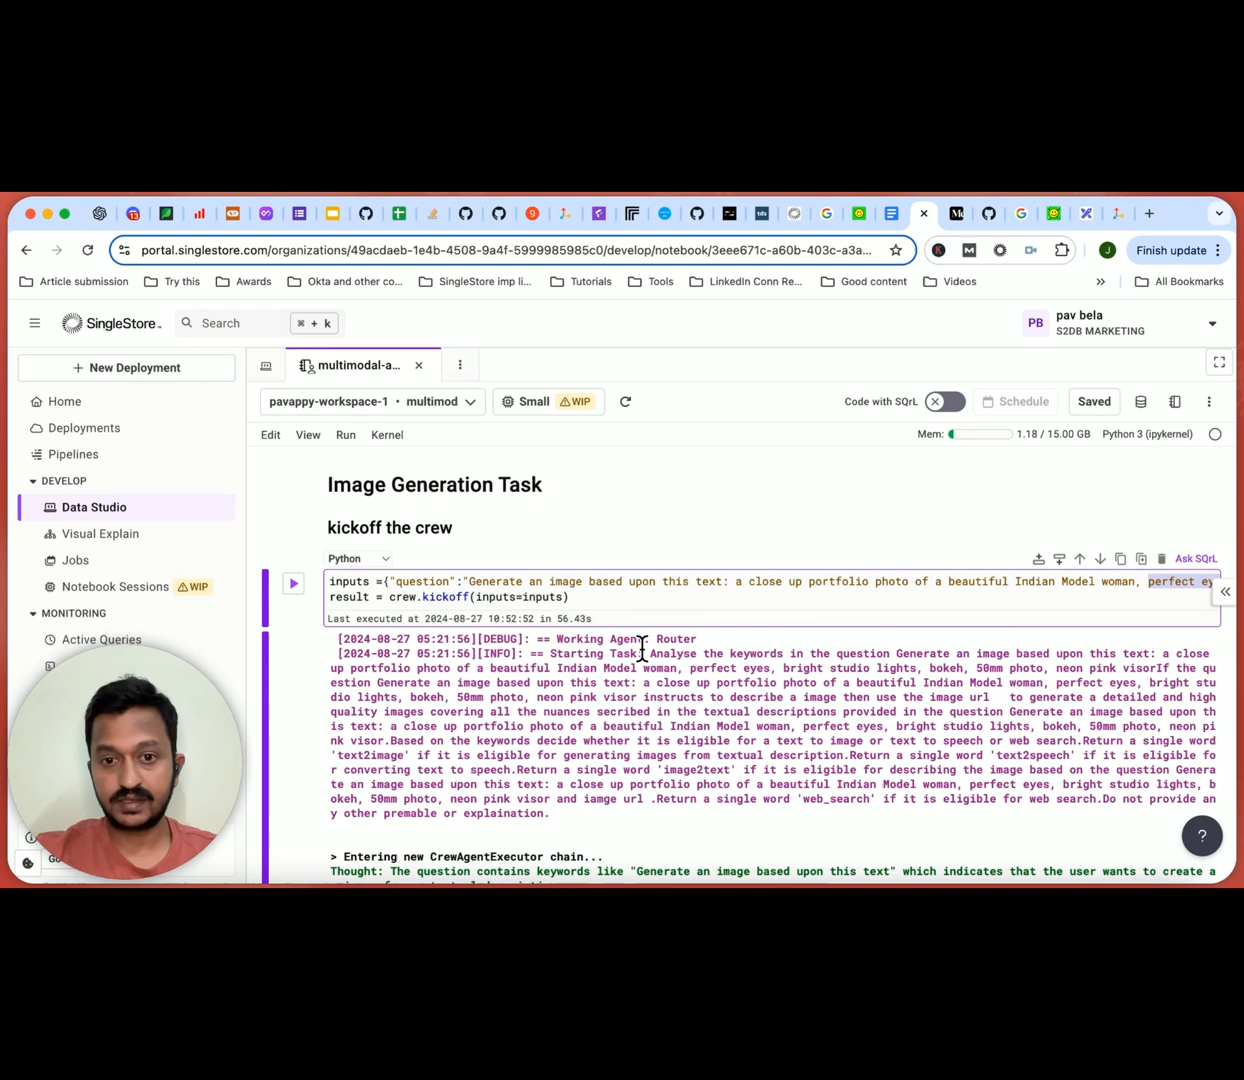 13
9
tds
Finish update
portal.singlestore.com/organizations/49acdaeb-1e4b-4508-9a4f-5999985985c0/develop/notebook/3eee671c-a60b-403c-a3a...
K
M
J
Article submission
Try this
Awards
Okta and other co...
SingleStore imp li...
Tutorials
Tools
LinkedIn Conn Re...
Good content
Videos
»
All Bookmarks
SingleStore
Search
⌘ + k
PB
pav bela
S2DB MARKETING
+ New Deployment
multimodal-a...
Home
Deployments
Pipelines
DEVELOP
Data Studio
Visual Explain
Jobs
Notebook Sessions WIP
MONITORING
Active Queries
pavappy-workspace-1 • multimod
Small WIP
Code with SQrL
Schedule
Saved
Edit
View
Run
Kernel
Mem:
1.18 / 15.00 GB
Python 3 (ipykernel)
Image Generation Task
kickoff the crew
Python
Ask SQrL
inputs ={"question":"Generate an image based upon this text: a close up portfolio photo of a beautiful Indian Model woman, perfect ey
result = crew.kickoff(inputs=inputs)
Last executed at 2024-08-27 10:52:52 in 56.43s
[2024-08-27 05:21:56][DEBUG]: == Working Agent: Router
[2024-08-27 05:21:56][INFO]: == Starting Task: Analyse the keywords in the question Generate an image based upon this text: a close
up portfolio photo of a beautiful Indian Model woman, perfect eyes, bright studio lights, bokeh, 50mm photo, neon pink visorIf the qu
estion Generate an image based upon this text: a close up portfolio photo of a beautiful Indian Model woman, perfect eyes, bright stu
dio lights, bokeh, 50mm photo, neon pink visor instructs to describe a image then use the image url to generate a detailed and high
quality images covering all the nuances secribed in the textual descriptions provided in the question Generate an image based upon th
is text: a close up portfolio photo of a beautiful Indian Model woman, perfect eyes, bright studio lights, bokeh, 50mm photo, neon pi
nk visor.Based on the keywords decide whether it is eligible for a text to image or text to speech or web search.Return a single word
'text2image' if it is eligible for generating images from textual description.Return a single word 'text2speech' if it is eligible fo
r converting text to speech.Return a single word 'image2text' if it is eligible for describing the image based on the question Genera
te an image based upon this text: a close up portfolio photo of a beautiful Indian Model woman, perfect eyes, bright studio lights, b
okeh, 50mm photo, neon pink visor and iamge url .Return a single word 'web_search' if it is eligible for web search.Do not provide an
y other premable or explaination.
> Entering new CrewAgentExecutor chain...
Thought: The question contains keywords like "Generate an image based upon this text" which indicates that the user wants to create a
?